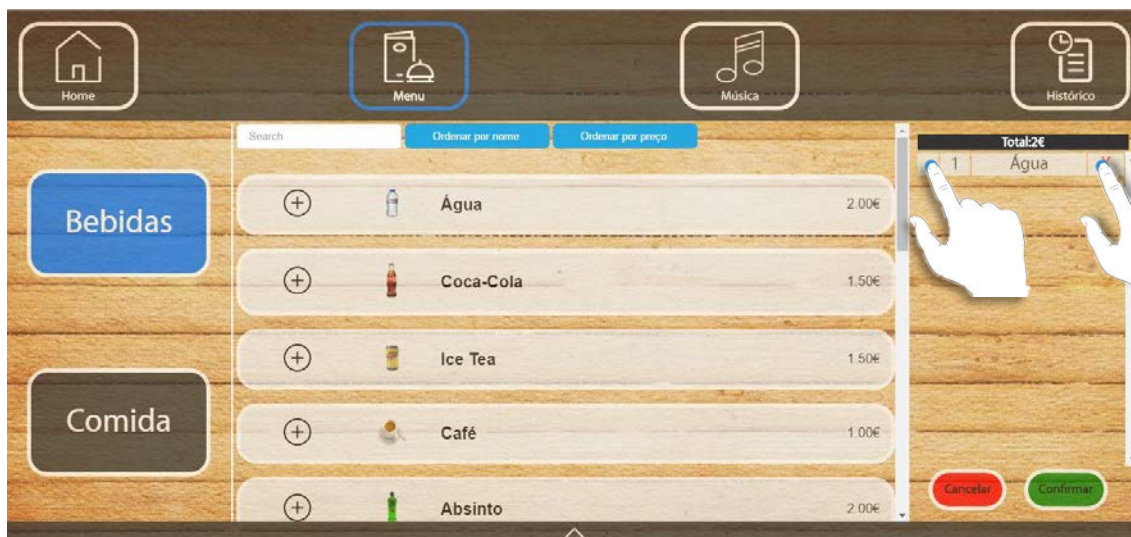 Home
Menu
Música
Histórico
Search
Ordenar por nome
Ordenar por preço
Total:2€
1 Água
Bebidas
Água 2.00€
Coca-Cola 1.50€
Ice Tea 1.50€
Comida
Café 1.00€
Absinto 2.00€
Cancelar
Confirmar